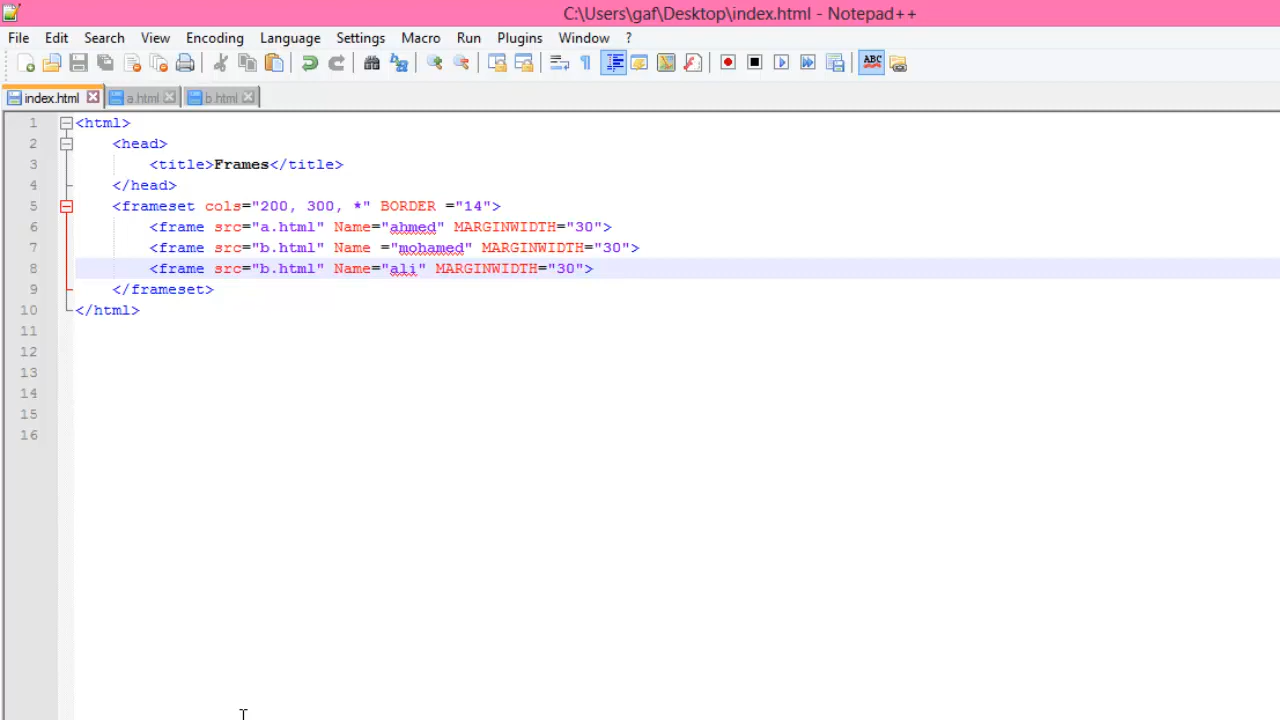 C:\Users\gaf\Desktop\index.html - Notepad++
File Edit Search View Encoding Language Settings Macro Run Plugins Window ?
ABC
index.html a.html b.html
1 <html>
2 <head>
3 <title>Frames</title>
4 </head>
5 <frameset cols="200, 300, *" BORDER ="14">
6 <frame src="a.html" Name="ahmed" MARGINWIDTH="30">
7 <frame src="b.html" Name ="mohamed" MARGINWIDTH="30">
8 <frame src="b.html" Name="ali" MARGINWIDTH="30">
9 </frameset>
10 </html>
11
12
13
14
15
16